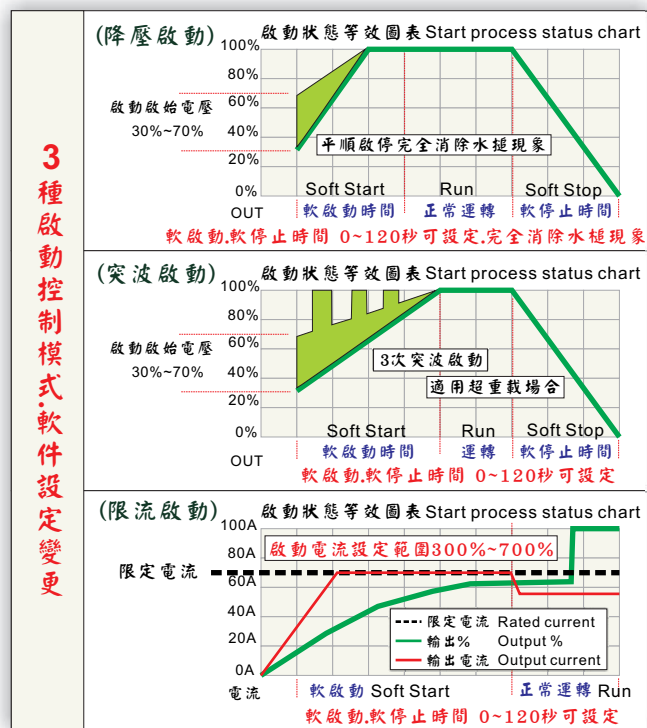 3種啟動控制模式.軟件設定變更
(降壓啟動) 啟動狀態等效圖表 Start process status chart
100%
80%
啟動啟始電壓 60%
30%~70% 40%
平順啟停完全消除水槌現象
20%
0% Soft Start Run Soft Stop
OUT 軟啟動時間 正常運轉 軟停止時間
軟啟動.軟停止時間 0~120秒可設定.完全消除水槌現象
(突波啟動) 啟動狀態等效圖表 Start process status chart
100%
80%
啟動啟始電壓 60%
3次突波啟動
30%~70% 40%
適用超重載場合
20%
0% Soft Start Run Soft Stop
OUT 軟啟動時間 運轉 軟停止時間
軟啟動.軟停止時間 0~120秒可設定
(限流啟動) 啟動狀態等效圖表 Start process status chart
100A
啟動電流設定範圍300%~700%
80A
限定電流
60A
40A 限定電流 Rated current
20A 輸出% Output %
輸出電流 Output current
0A
電流 軟啟動 Soft Start 正常運轉 Run
軟啟動.軟停止時間 0~120秒可設定